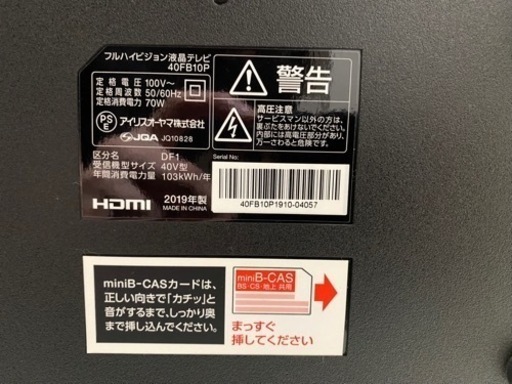 フルハイビジョン液晶テレビ
40FB10P
定格電圧 100V~
定格周波数 50/60Hz
定格消費電力 70W
PSE
アイリスオーヤマ株式会社
JQA JQ10828
区分名 DF1
受信機型サイズ 40V型
年間消費電力量 103kWh/年
HDMI
2019年製
MADE IN CHINA
警告
高圧注意
サービスマン以外の方は、
裏ぶたをあけないでください。
内部には高電圧部分があり、
万一さわると危険です。
Serial No:
40FB10P1910-04057
miniB-CASカードは、
正しい向きで「カチッ」と
音がするまで、しっかり奥
まで挿し込んでください。
miniB-CAS
BS・CS・地上 共用
まっすぐ
挿してください